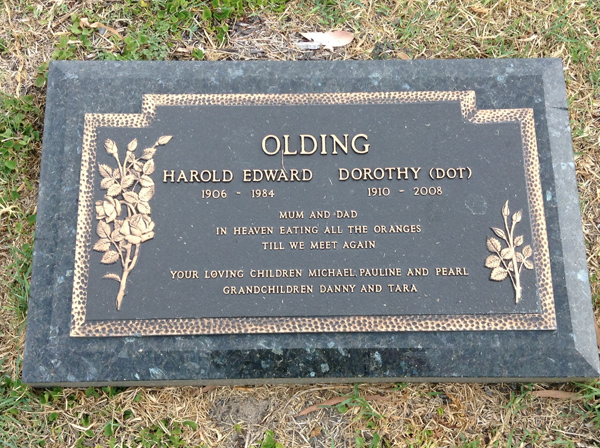 OLDING
HAROLD EDWARD DOROTHY (DOT)
1906 - 1984 1910 - 2008
MUM AND DAD
IN HEAVEN EATING ALL THE ORANGES
TILL WE MEET AGAIN
YOUR LOVING CHILDREN MICHAEL, PAULINE AND PEARL
GRANDCHILDREN DANNY AND TARA